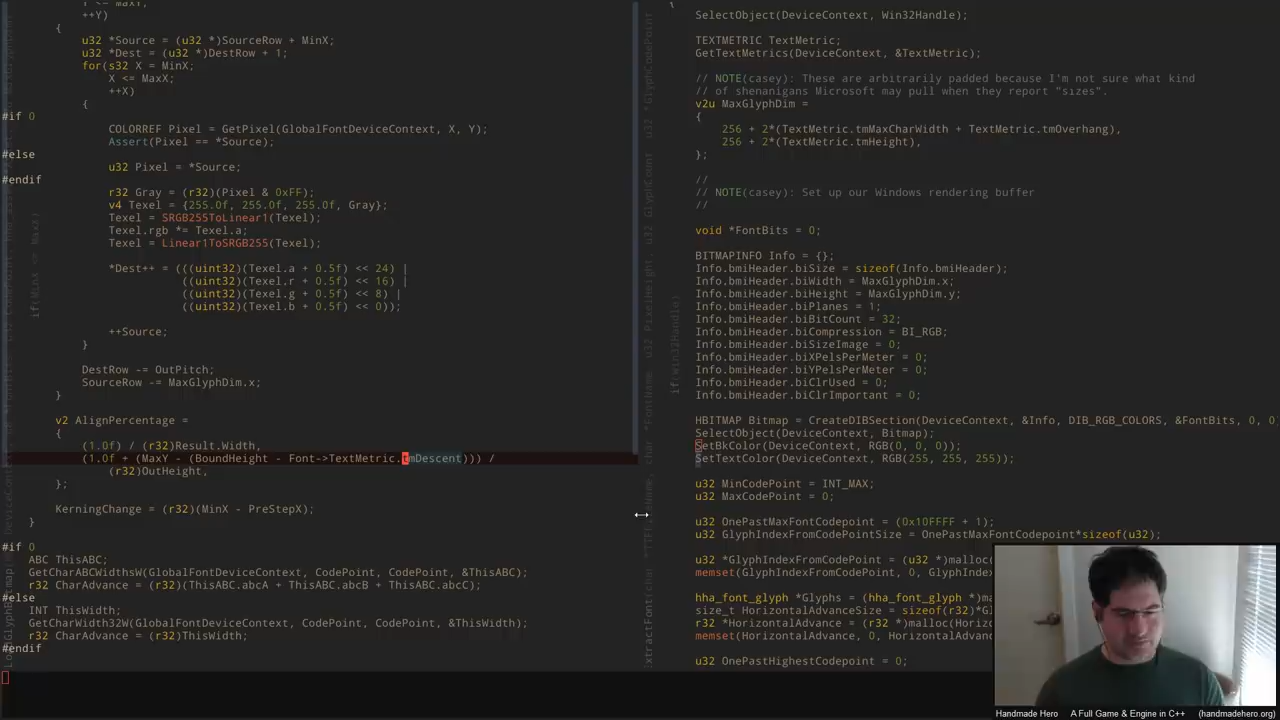 Y <= maxY;
++Y)
{
u32 *Source = (u32 *)SourceRow + MinX;
u32 *Dest = (u32 *)DestRow + 1;
for(s32 X = MinX;
X <= MaxX;
++X)
{
#if 0
COLORREF Pixel = GetPixel(GlobalFontDeviceContext, X, Y);
Assert(Pixel == *Source);
#else
u32 Pixel = *Source;
#endif
r32 Gray = (r32)(Pixel & 0xFF);
v4 Texel = {255.0f, 255.0f, 255.0f, Gray};
Texel = SRGB255ToLinear1(Texel);
Texel.rgb *= Texel.a;
Texel = Linear1ToSRGB255(Texel);
*Dest++ = (((uint32)(Texel.a + 0.5f) << 24) |
((uint32)(Texel.r + 0.5f) << 16) |
((uint32)(Texel.g + 0.5f) << 8) |
((uint32)(Texel.b + 0.5f) << 0));
++Source;
}
DestRow -= OutPitch;
SourceRow -= MaxGlyphDim.x;
}
v2 AlignPercentage =
{
(1.0f) / (r32)Result.Width,
(1.0f + (MaxY - (BoundHeight - Font->TextMetric.tmDescent))) /
(r32)OutHeight,
};
KerningChange = (r32)(MinX - PreStepX);
}
#if 0
ABC ThisABC;
GetCharABCWidthsW(GlobalFontDeviceContext, CodePoint, CodePoint, &ThisABC);
r32 CharAdvance = (r32)(ThisABC.abcA + ThisABC.abcB + ThisABC.abcC);
#else
INT ThisWidth;
GetCharWidth32W(GlobalFontDeviceContext, CodePoint, CodePoint, &ThisWidth);
r32 CharAdvance = (r32)ThisWidth;
#endif
if(MinX <= MaxX)
SelectObject(DeviceContext, Win32Handle);
TEXTMETRIC TextMetric;
GetTextMetrics(DeviceContext, &TextMetric);
// NOTE(casey): These are arbitrarily padded because I'm not sure what kind
// of shenanigans Microsoft may pull when they report "sizes".
v2u MaxGlyphDim =
{
256 + 2*(TextMetric.tmMaxCharWidth + TextMetric.tmOverhang),
256 + 2*(TextMetric.tmHeight),
};
//
// NOTE(casey): Set up our Windows rendering buffer
//
void *FontBits = 0;
BITMAPINFO Info = {};
Info.bmiHeader.biSize = sizeof(Info.bmiHeader);
Info.bmiHeader.biWidth = MaxGlyphDim.x;
Info.bmiHeader.biHeight = MaxGlyphDim.y;
Info.bmiHeader.biPlanes = 1;
Info.bmiHeader.biBitCount = 32;
Info.bmiHeader.biCompression = BI_RGB;
Info.bmiHeader.biSizeImage = 0;
Info.bmiHeader.biXPelsPerMeter = 0;
Info.bmiHeader.biYPelsPerMeter = 0;
Info.bmiHeader.biClrUsed = 0;
Info.bmiHeader.biClrImportant = 0;
HBITMAP Bitmap = CreateDIBSection(DeviceContext, &Info, DIB_RGB_COLORS, &FontBits, 0, 0
SelectObject(DeviceContext, Bitmap);
SetBkColor(DeviceContext, RGB(0, 0, 0));
SetTextColor(DeviceContext, RGB(255, 255, 255));
u32 MinCodePoint = INT_MAX;
u32 MaxCodePoint = 0;
u32 OnePastMaxFontCodepoint = (0x10FFFF + 1);
u32 GlyphIndexFromCodePointSize = OnePastMaxFontCodepoint*sizeof(u32);
u32 *GlyphIndexFromCodePoint = (u32 *)malloc(
memset(GlyphIndexFromCodePoint, 0, GlyphIndexFro
hha_font_glyph *Glyphs = (hha_font_glyph *)ma
size_t HorizontalAdvanceSize = sizeof(r32)*G
r32 *HorizontalAdvance = (r32 *)malloc(Horiz
memset(HorizontalAdvance, 0, HorizontalAdvan
u32 OnePastHighestCodepoint = 0;
if(Win32Handle)
Handmade Hero
A Full Game & Engine in C++
(handmadehero.org)